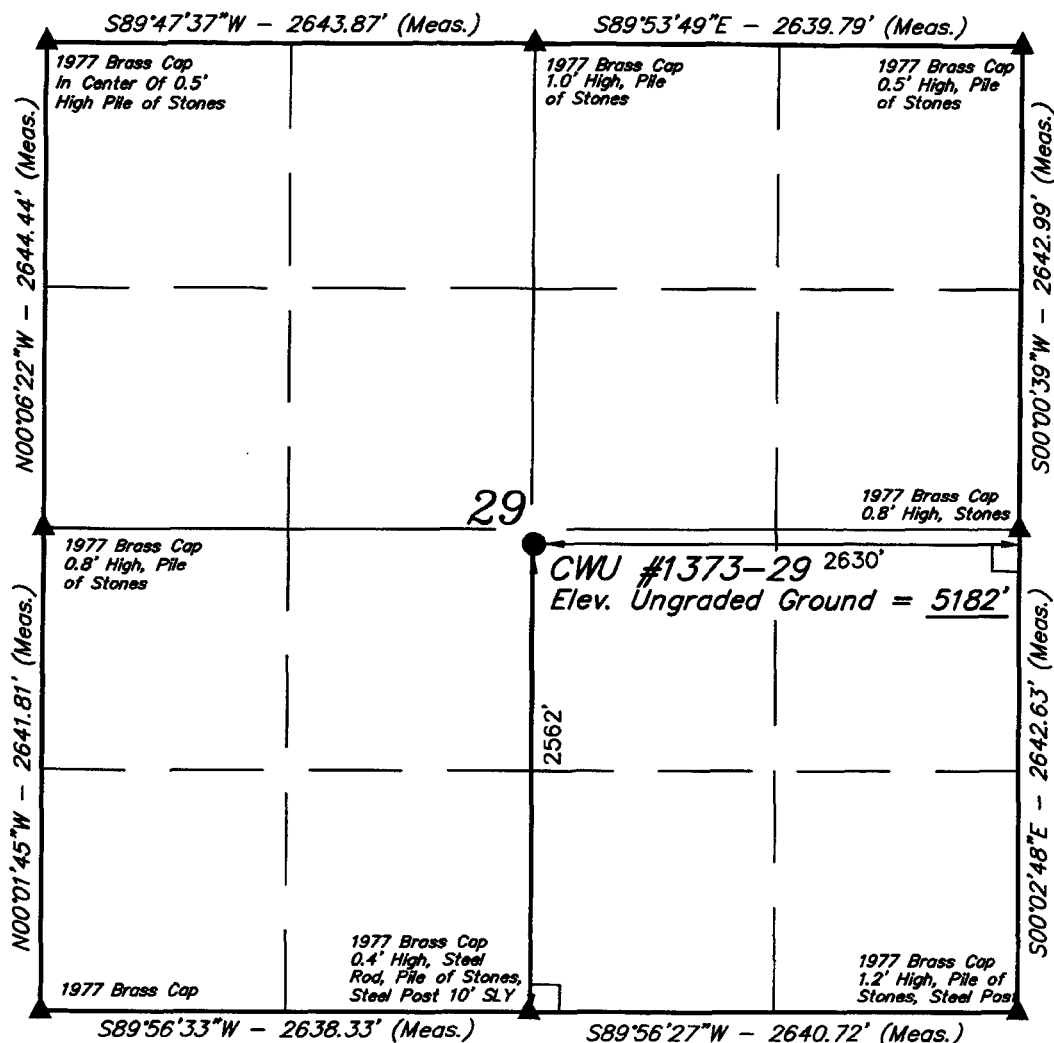 S89°47'37"W - 2643.87' (Meas.)
S89°53'49"E - 2639.79' (Meas.)
1977 Brass Cap
In Center Of 0.5'
High Pile of Stones
1977 Brass Cap
1.0' High, Pile
of Stones
1977 Brass Cap
0.5' High, Pile
of Stones
N00°06'22"W - 2644.44' (Meas.)
S00°00'39"W - 2642.99' (Meas.)
29
1977 Brass Cap
0.8' High, Stones
1977 Brass Cap
0.8' High, Pile
of Stones
2630'
CWU #1373-29
Elev. Ungraded Ground = 5182'
N00°01'45"W - 2641.81' (Meas.)
2562'
S00°02'48"E - 2642.63' (Meas.)
1977 Brass Cap
1977 Brass Cap
0.4' High, Steel
Rod, Pile of Stones,
Steel Post 10' SLY
1977 Brass Cap
1.2' High, Pile of
Stones, Steel Post
S89°56'33"W - 2638.33' (Meas.)
S89°56'27"W - 2640.72' (Meas.)